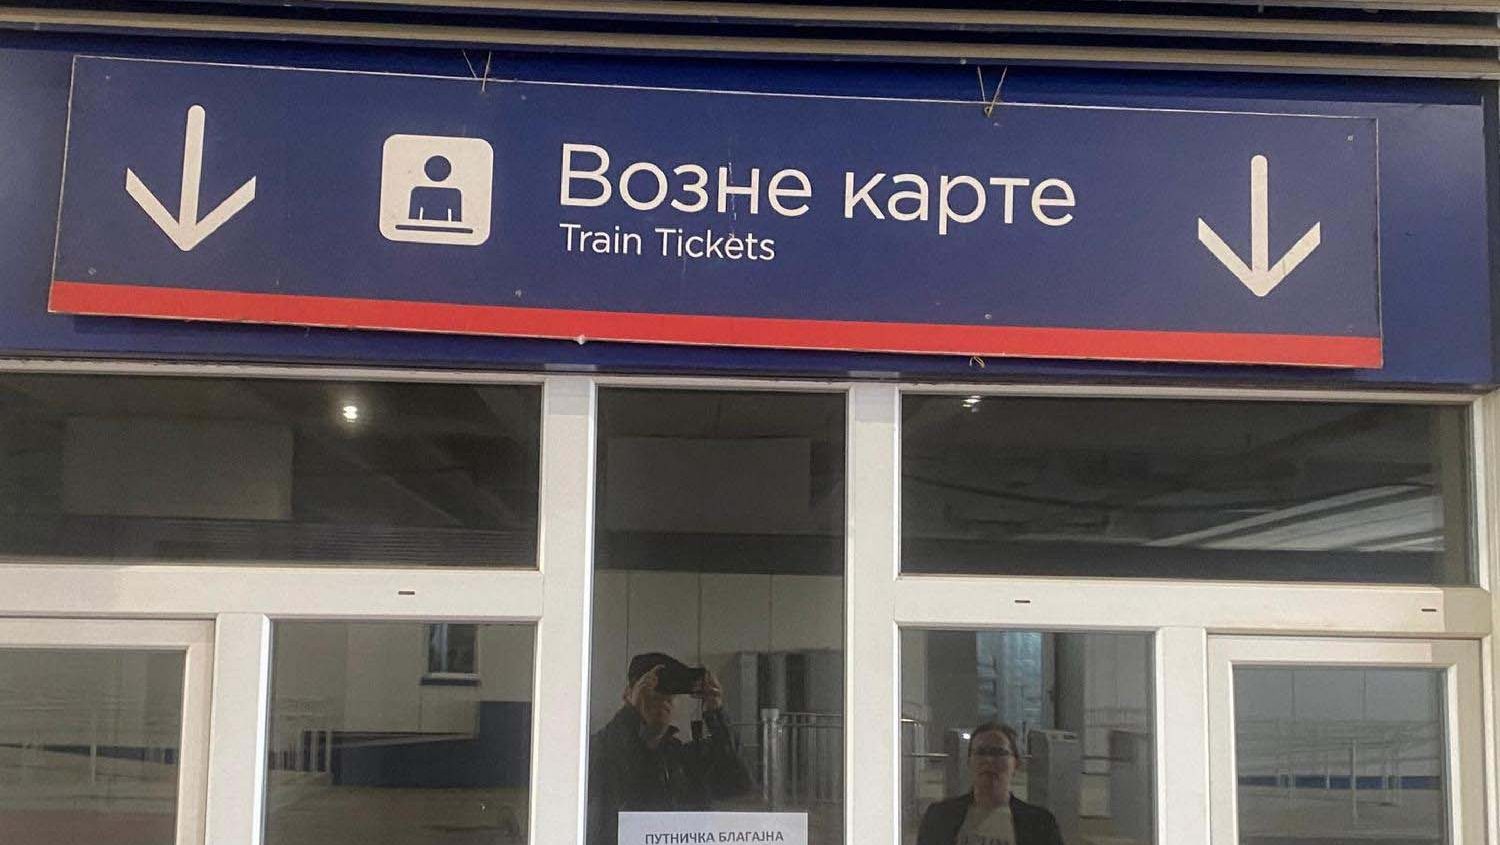 Возне карте
Train Tickets
ПУТНИЧКА БЛАГАЈНА